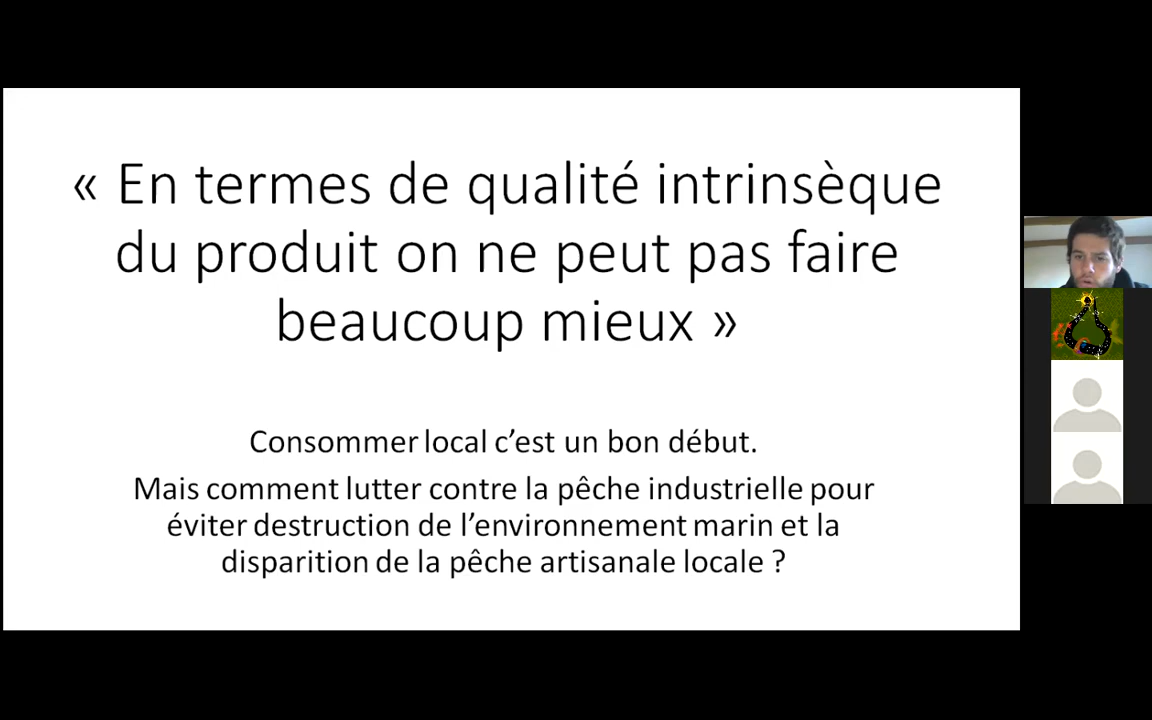 « En termes de qualité intrinsèque
du produit on ne peut pas faire
beaucoup mieux »
Consommer local c’est un bon début.
Mais comment lutter contre la pêche industrielle pour
éviter destruction de l’environnement marin et la
disparition de la pêche artisanale locale ?